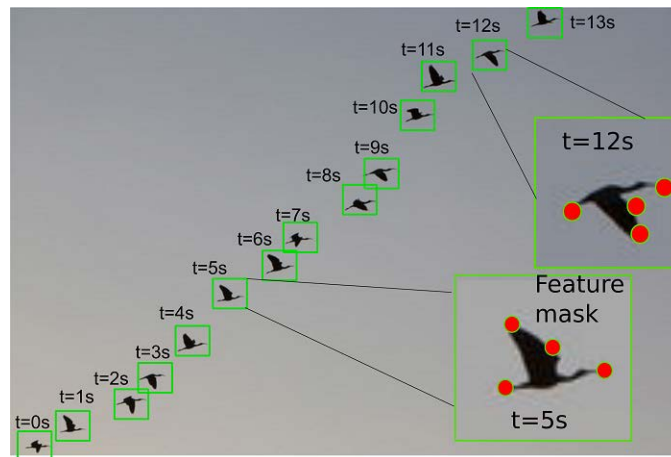 t=12s
t=13s
t=11s
t=10s
t=12s
t=9s
t=8s
t=7s
t=6s
t=5s
Feature
mask
t=4s
t=3s
t=2s
t=1s
t=0s
t=5s